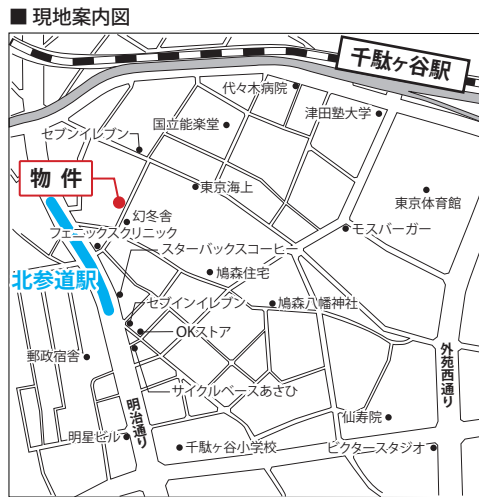 ■ 現地案内図
千駄ヶ谷駅
代々木病院
津田塾大学
国立能楽堂
セブンイレブン
物 件
東京海上
東京体育館
幻冬舎
フェニックスクリニック
モスバーガー
スターバックスコーヒー
北参道駅
鳩森住宅
セブンイレブン
鳩森八幡神社
OKストア
郵政宿舎
外苑西通り
サイクルベースあさひ
明治通り
仙寿院
明星ビル
千駄ヶ谷小学校
ビクタースタジオ